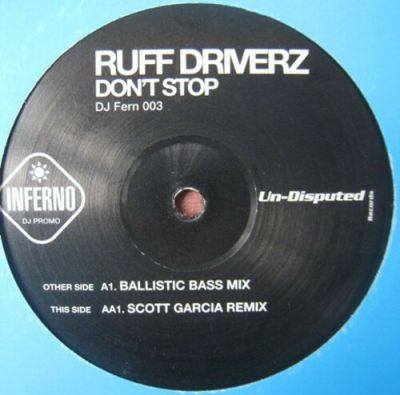 RUFF DRIVERZ
DON'T STOP
DJ Fern 003
INFERNO
DJ PROMO
Un-Disputed
Records
OTHER SIDE A1. BALLISTIC BASS MIX
THIS SIDE AA1. SCOTT GARCIA REMIX